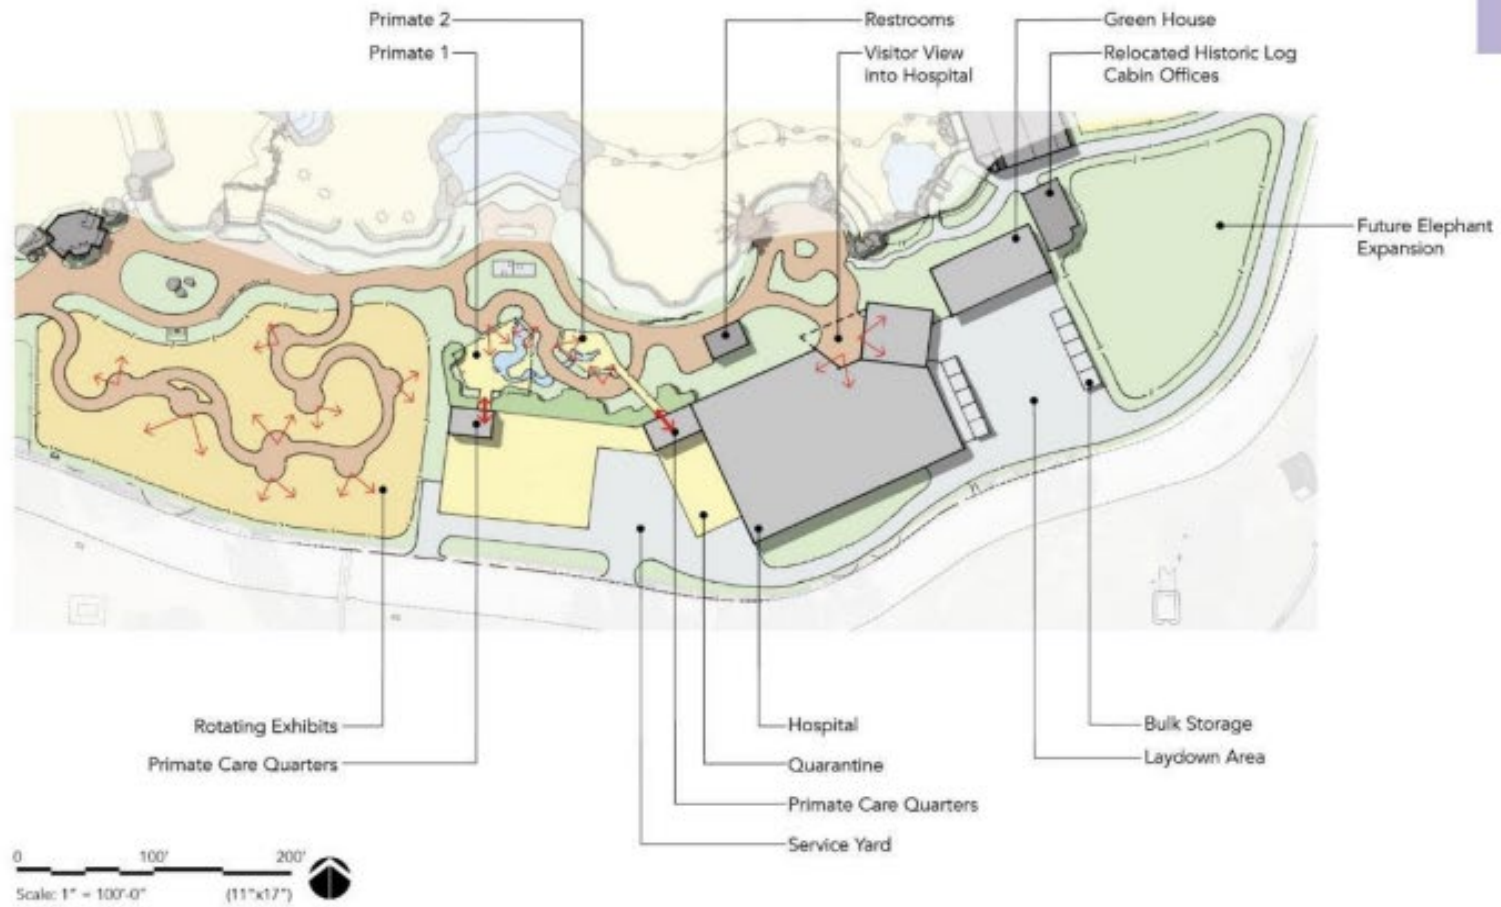 Primate 2
Primate 1
Restrooms
Visitor View
into Hospital
Green House
Relocated Historic Log
Cabin Offices
Future Elephant
Expansion
Rotating Exhibits
Primate Care Quarters
Hospital
Quarantine
Primate Care Quarters
Service Yard
Bulk Storage
Laydown Area
0 100' 200'
Scale: 1" = 100'-0" (11"x17")